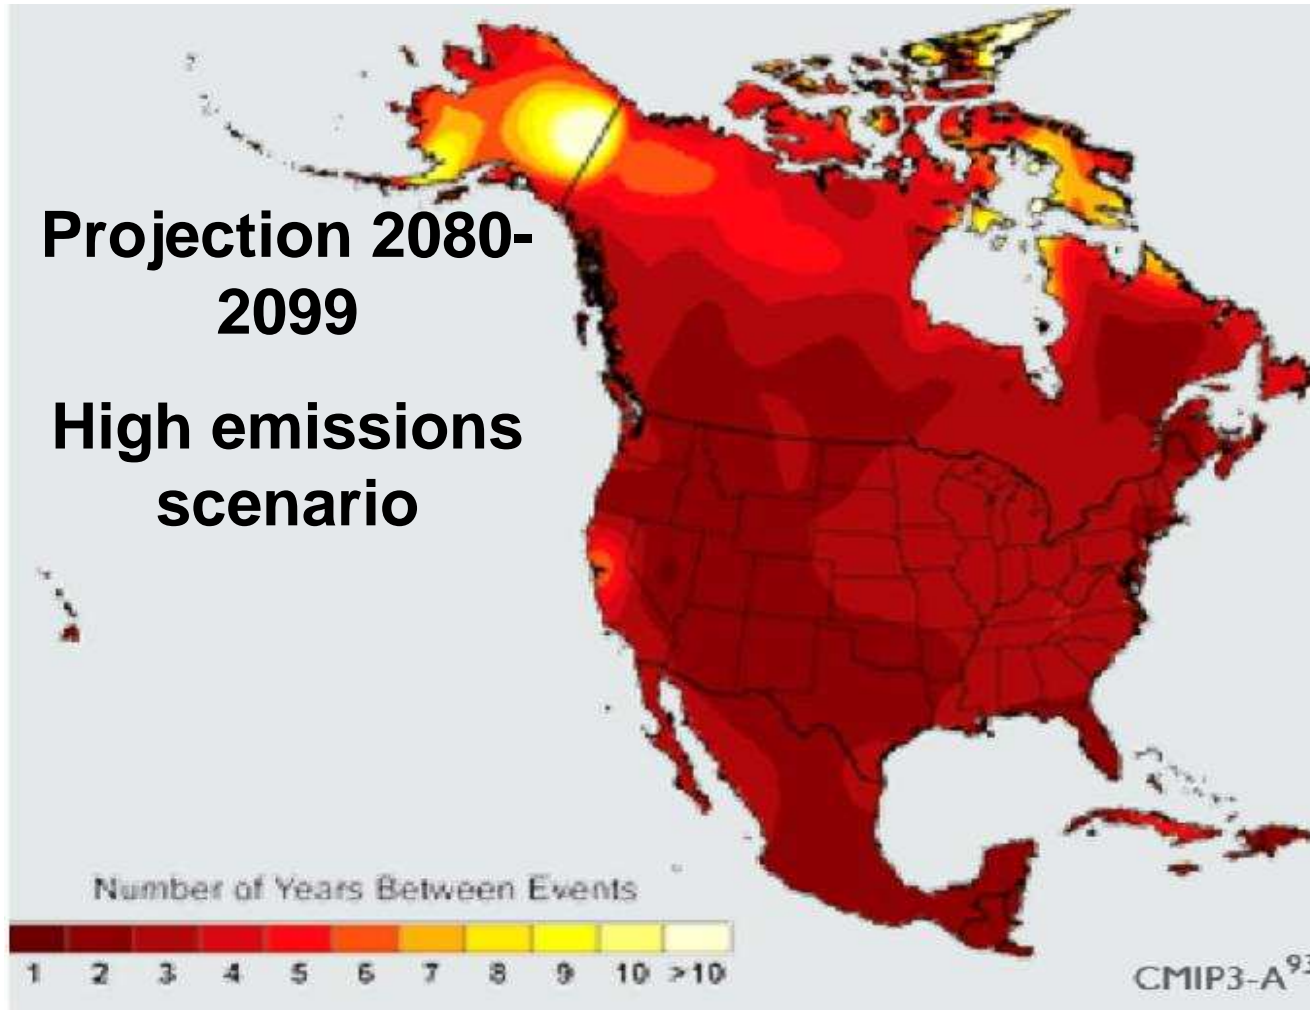 Projection 2080-
2099
High emissions
scenario
Number of Years Between Events
1 2 3 4 5 6 7 8 9 10 >10
CMIP3-A93